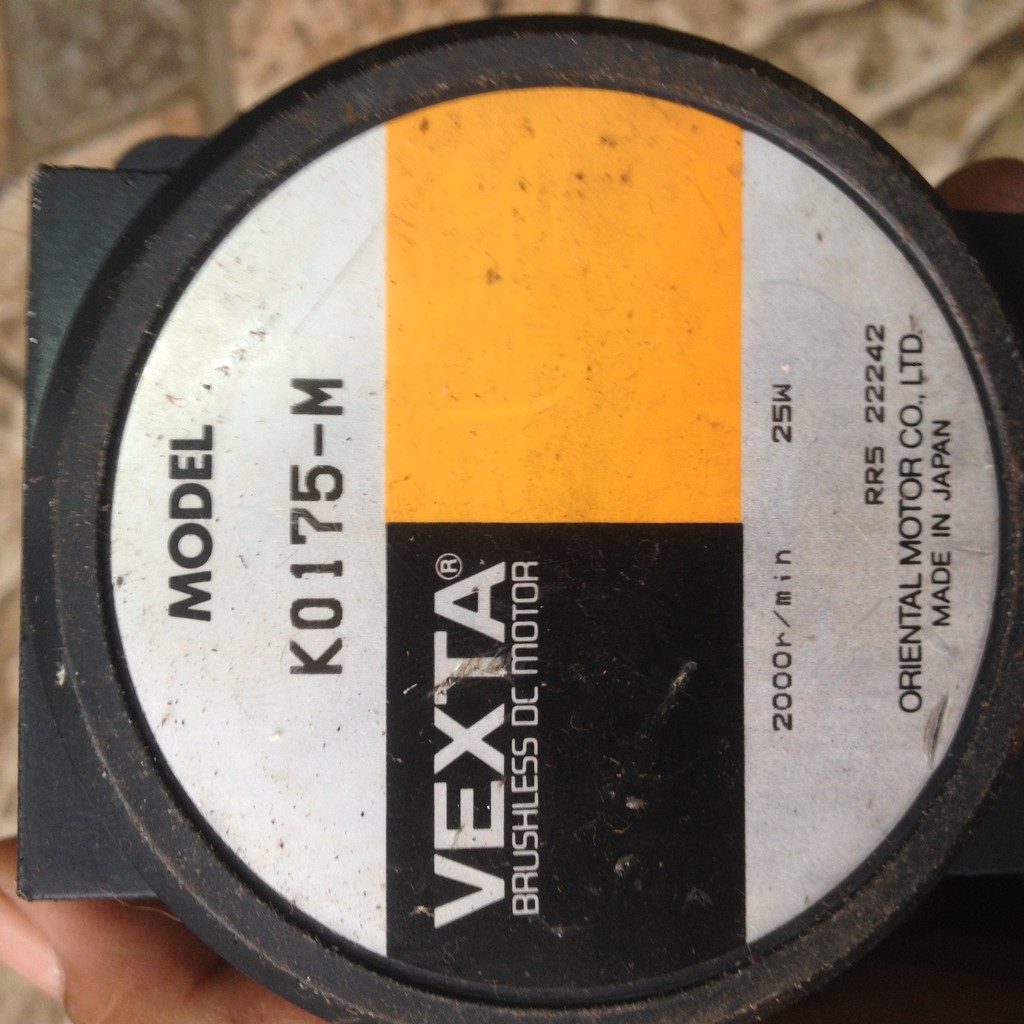 MODEL
K0175-M
VEXTA®
BRUSHLESS DC MOTOR
2000r/min 25W
RR5 22242
ORIENTAL MOTOR CO., LTD.
MADE IN JAPAN